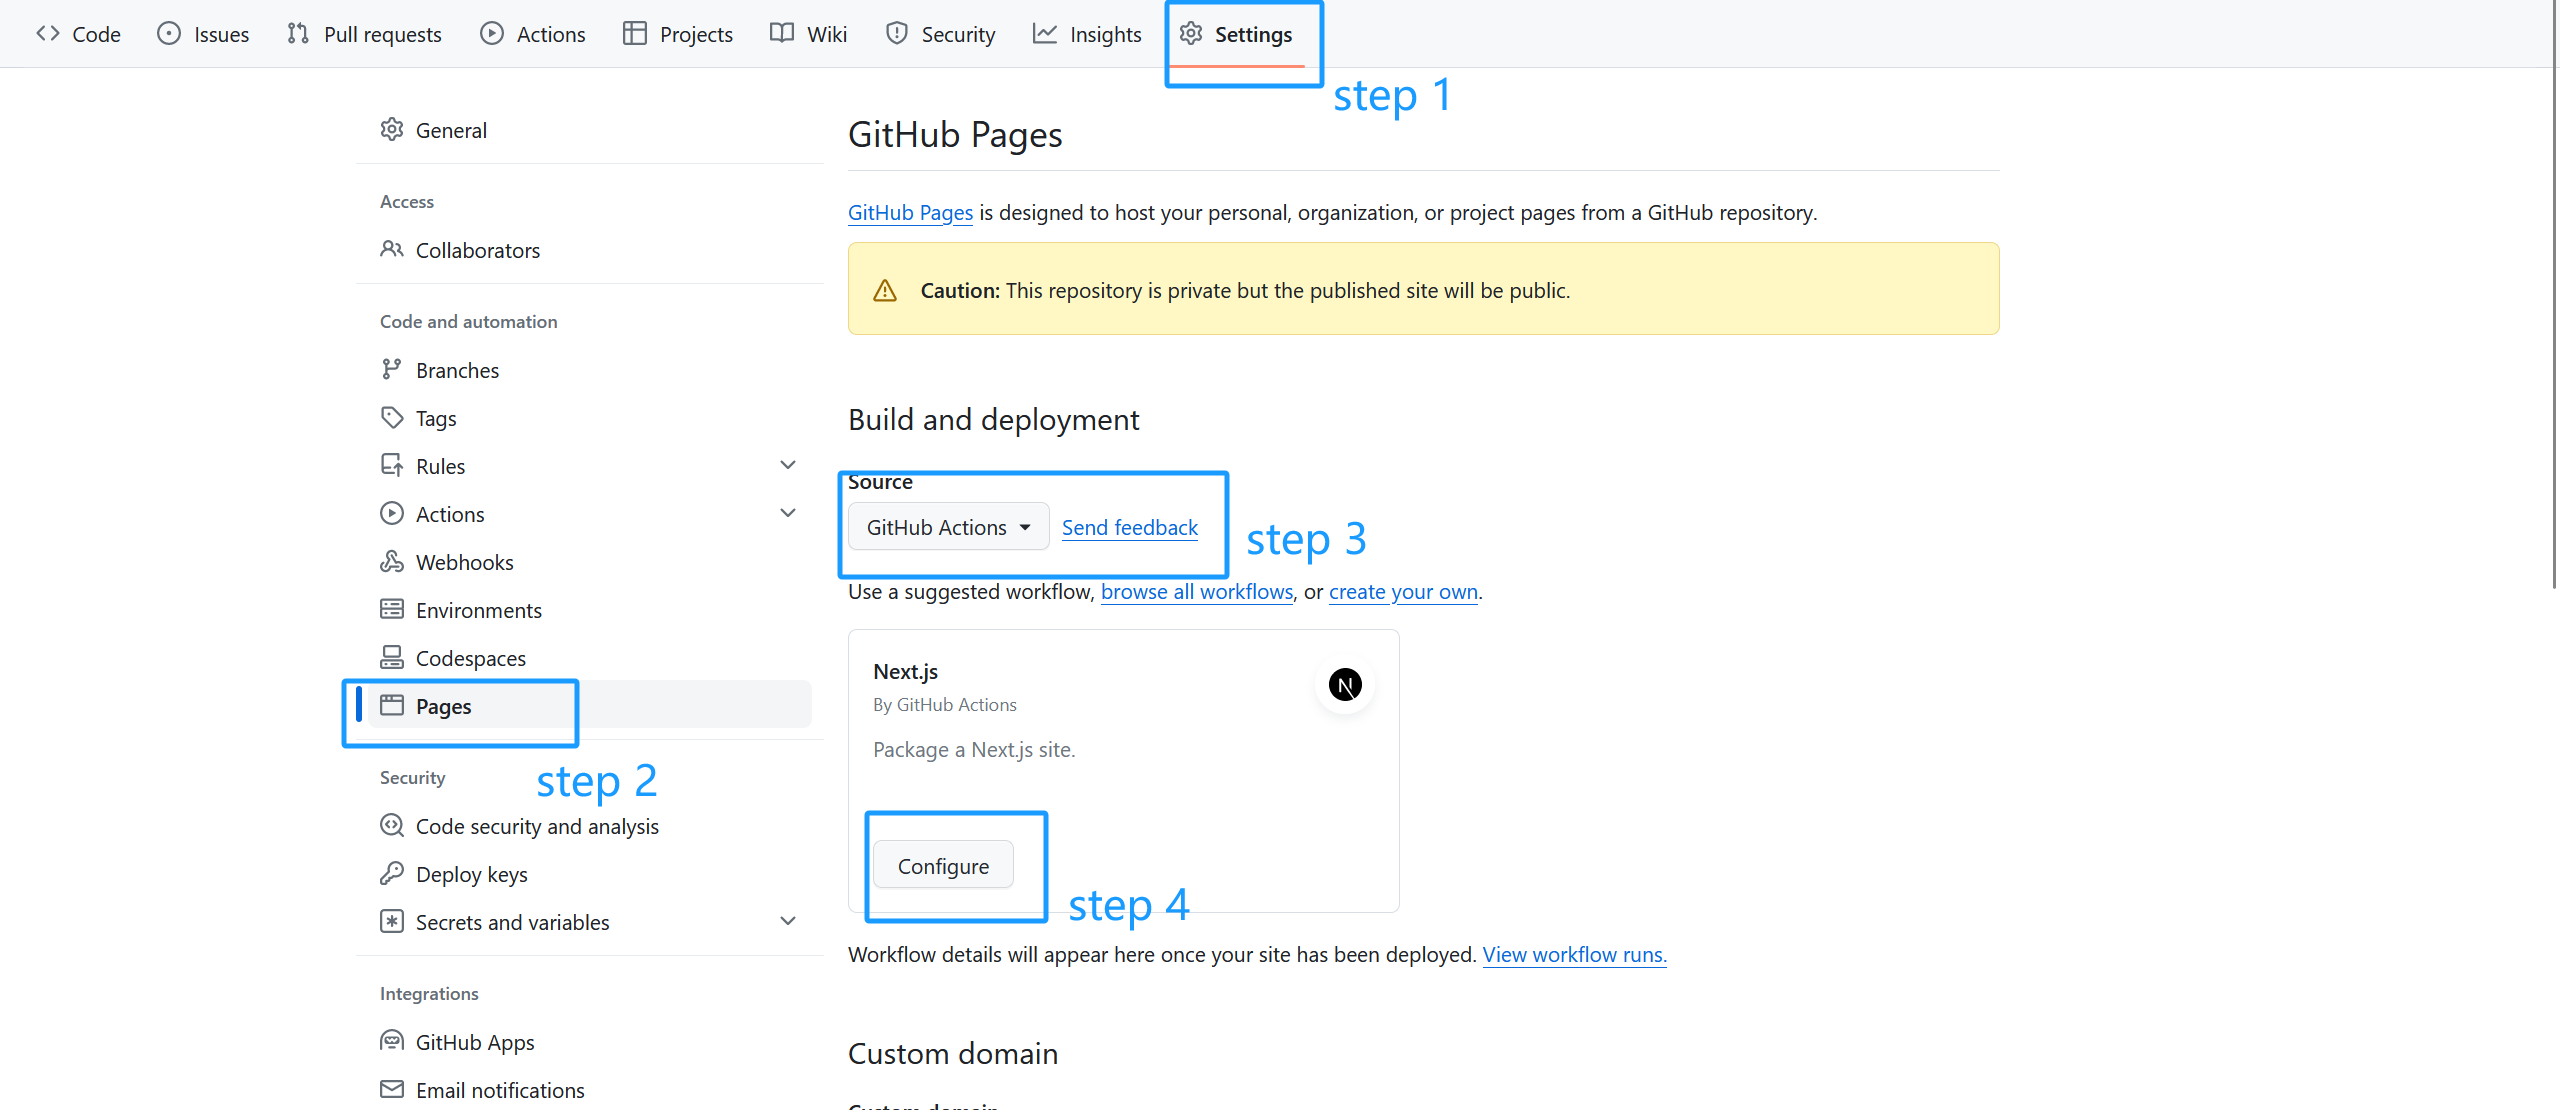 Code Issues Pull requests Actions Projects Wiki Security Insights Settings
step 1
General
Access
Collaborators
Code and automation
Branches
Tags
Rules
Actions
Webhooks
Environments
Codespaces
Pages
step 2
Security
Code security and analysis
Deploy keys
Secrets and variables
Integrations
GitHub Apps
Email notifications
GitHub Pages
GitHub Pages is designed to host your personal, organization, or project pages from a GitHub repository.
Caution: This repository is private but the published site will be public.
Build and deployment
Source
GitHub Actions Send feedback
step 3
Use a suggested workflow, browse all workflows, or create your own.
Next.js
N
By GitHub Actions
Package a Next.js site.
Configure
step 4
Workflow details will appear here once your site has been deployed. View workflow runs.
Custom domain
Custom domain